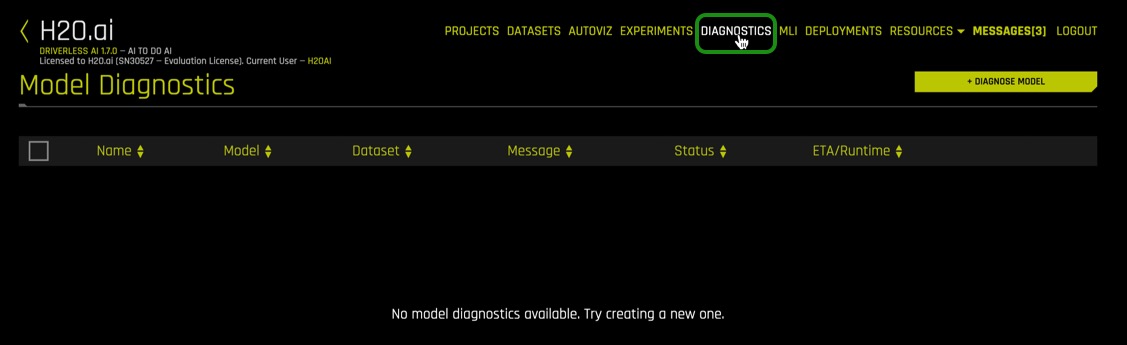 H2O.ai
PROJECTS DATASETS AUTOVIZ EXPERIMENTS DIAGNOSTICS MLI DEPLOYMENTS RESOURCES MESSAGES[3] LOGOUT
DRIVERLESS AI 1.7.0 – AI TO DO AI
Licensed to H2O.ai (SN30527 – Evaluation License). Current User – H2OAI
Model Diagnostics
+ DIAGNOSE MODEL
Name Model Dataset Message Status ETA/Runtime
No model diagnostics available. Try creating a new one.